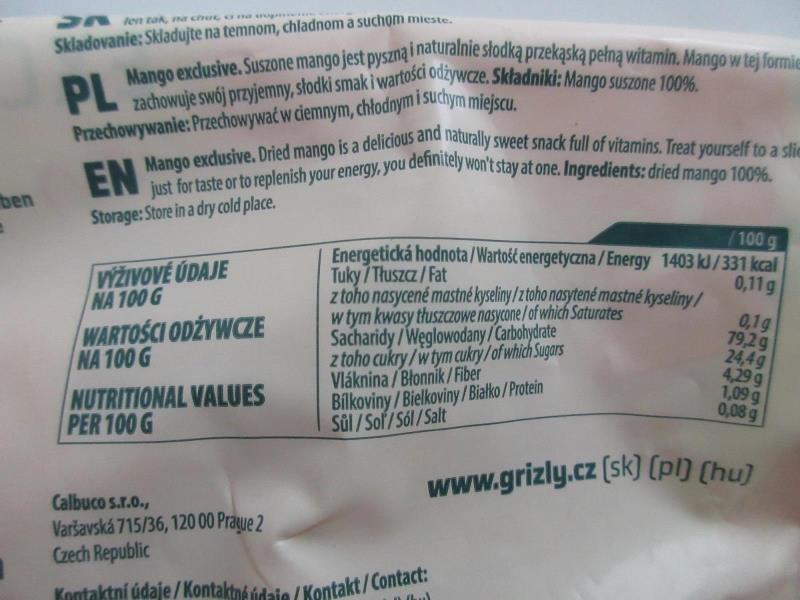 SK len tak, na chuť,
Skladovanie: Skladujte na temnom, chladnom a suchom mieste.
PL Mango exclusive. Suszone mango jest pyszną i naturalnie słodką przekąską pełną witamin. Mango w tej formie
zachowuje swój przyjemny, słodki smak i wartości odżywcze. Składniki: Mango suszone 100%.
Przechowywanie: Przechowywać w ciemnym, chłodnym i suchym miejscu.
EN Mango exclusive. Dried mango is a delicious and naturally sweet snack full of vitamins. Treat yourself to a slic
just for taste or to replenish your energy, you definitely won't stay at one. Ingredients: dried mango 100%.
Storage: Store in a dry cold place.
ben
VÝŽIVOVÉ ÚDAJE
NA 100 G
WARTOŚCI ODŻYWCZE
NA 100 G
NUTRITIONAL VALUES
PER 100 G
/ 100 g
Energetická hodnota / Wartość energetyczna / Energy 1403 kJ / 331 kcal
Tuky / Tłuszcz / Fat 0,11 g
z toho nasycené mastné kyseliny / z toho nasytené mastné kyseliny /
w tym kwasy tłuszczowe nasycone / of which Saturates 0,1 g
Sacharidy / Węglowodany / Carbohydrate 79,2 g
z toho cukry / w tym cukry / of which Sugars 24,4 g
Vláknina / Błonnik / Fiber 4,29 g
Bílkoviny / Bielkoviny / Białko / Protein 1,09 g
Sůl / Soľ / Sól / Salt 0,08 g
www.grizly.cz (sk) (pl) (hu)
Calbuco s.r.o.,
Varšavská 715/36, 120 00 Prague 2
Czech Republic
Kontaktní údaje / Kontaktné údaje / Kontakt / Contact: